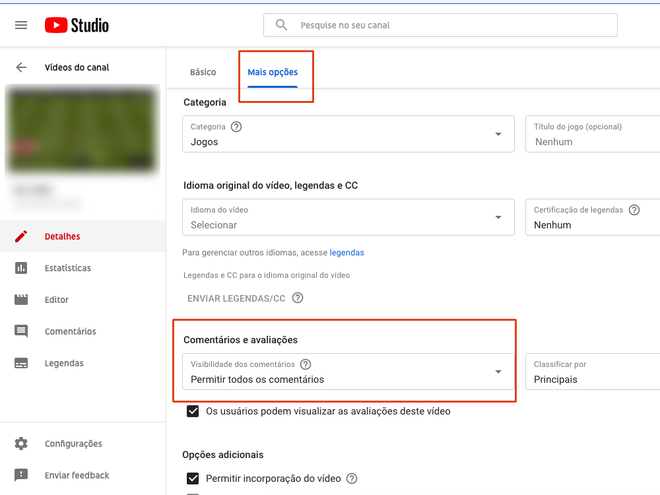 Studio
Pesquise no seu canal
Vídeos do canal
Básico
Mais opções
Categoria
Categoria
Jogos
Título do jogo (opcional)
Nenhum
Idioma original do vídeo, legendas e CC
Idioma do vídeo
Selecionar
Certificação de legendas
Nenhum
Para gerenciar outros idiomas, acesse legendas
Legendas e CC para o idioma original do vídeo
ENVIAR LEGENDAS/CC
Detalhes
Estatísticas
Editor
Comentários
Legendas
Comentários e avaliações
Visibilidade dos comentários
Permitir todos os comentários
Classificar por
Principais
Os usuários podem visualizar as avaliações deste vídeo
Opções adicionais
Permitir incorporação do vídeo
Configurações
Enviar feedback